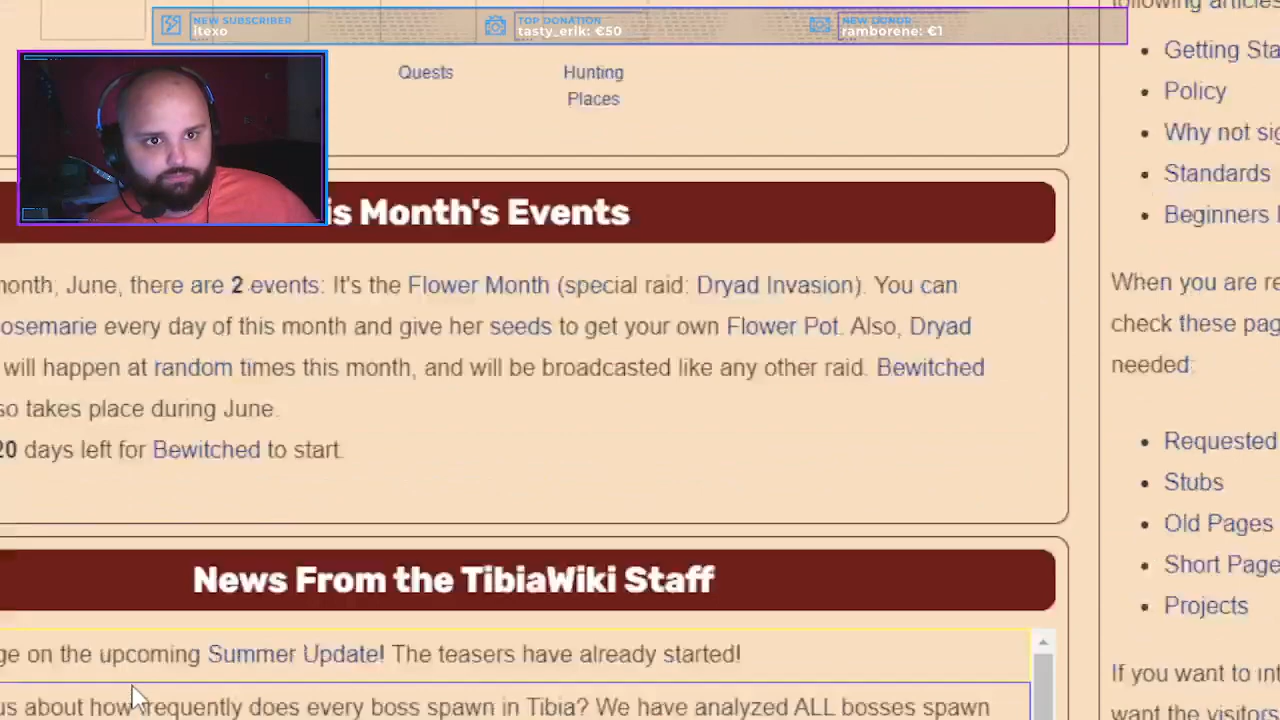 following articles
NEW SUBSCRIBER
itexo
TOP DONATION
tasty_erik: €50
NEW DONOR
ramborene: €1
Quests
Hunting
Places
Getting Sta
Policy
Why not sig
Standards
Beginners
is Month's Events
month, June, there are 2 events: It's the Flower Month (special raid: Dryad Invasion). You can
osemarie every day of this month and give her seeds to get your own Flower Pot. Also, Dryad
will happen at random times this month, and will be broadcasted like any other raid. Bewitched
so takes place during June.
20 days left for Bewitched to start.
When you are re
check these pag
needed:
Requested
Stubs
Old Pages
Short Page
Projects
News From the TibiaWiki Staff
ge on the upcoming Summer Update! The teasers have already started!
us about how frequently does every boss spawn in Tibia? We have analyzed ALL bosses spawn
If you want to int
want the visitors